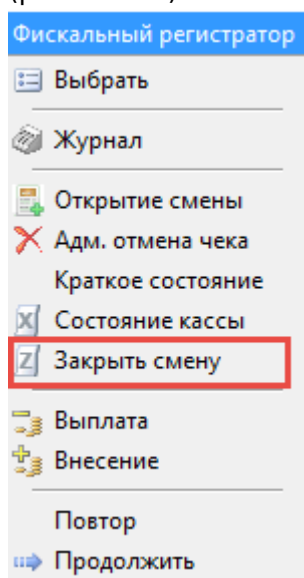 Фискальный регистратор
Выбрать
Журнал
Открытие смены
Адм. отмена чека
Краткое состояние
Состояние кассы
Закрыть смену
Выплата
Внесение
Повтор
Продолжить